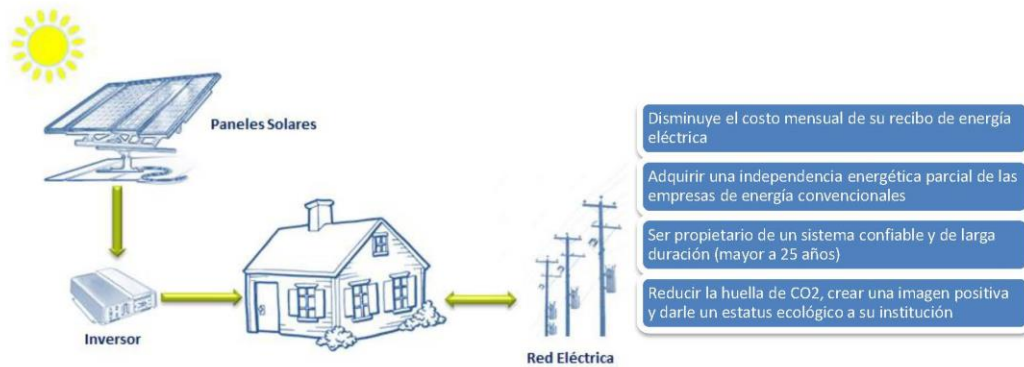 Paneles Solares
Inversor
Red Eléctrica
Disminuye el costo mensual de su recibo de energía
eléctrica
Adquirir una independencia energética parcial de las
empresas de energía convencionales
Ser propietario de un sistema confiable y de larga
duración (mayor a 25 años)
Reducir la huella de CO2, crear una imagen positiva
y darle un estatus ecológico a su institución